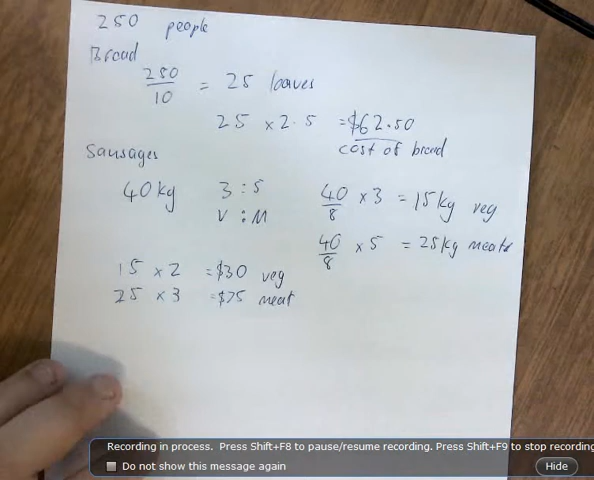 250 people
Bread
250/10 = 25 loaves
25 x 2.5 = $62.50
cost of bread
Sausages
40kg 3:5 40/8 x 3 = 15kg veg
V:M
40/8 x 5 = 25kg meat
15 x 2 = $30 veg
25 x 3 = $75 meat
Recording in process. Press Shift+F8 to pause/resume recording. Press Shift+F9 to stop recording
Do not show this message again
Hide